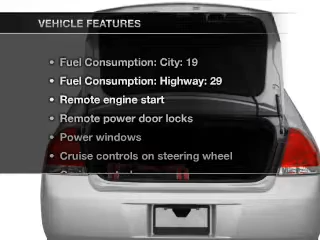 VEHICLE FEATURES
• Fuel Consumption: City: 19
• Fuel Consumption: Highway: 29
• Remote engine start
• Remote power door locks
• Power windows
• Cruise controls on steering wheel